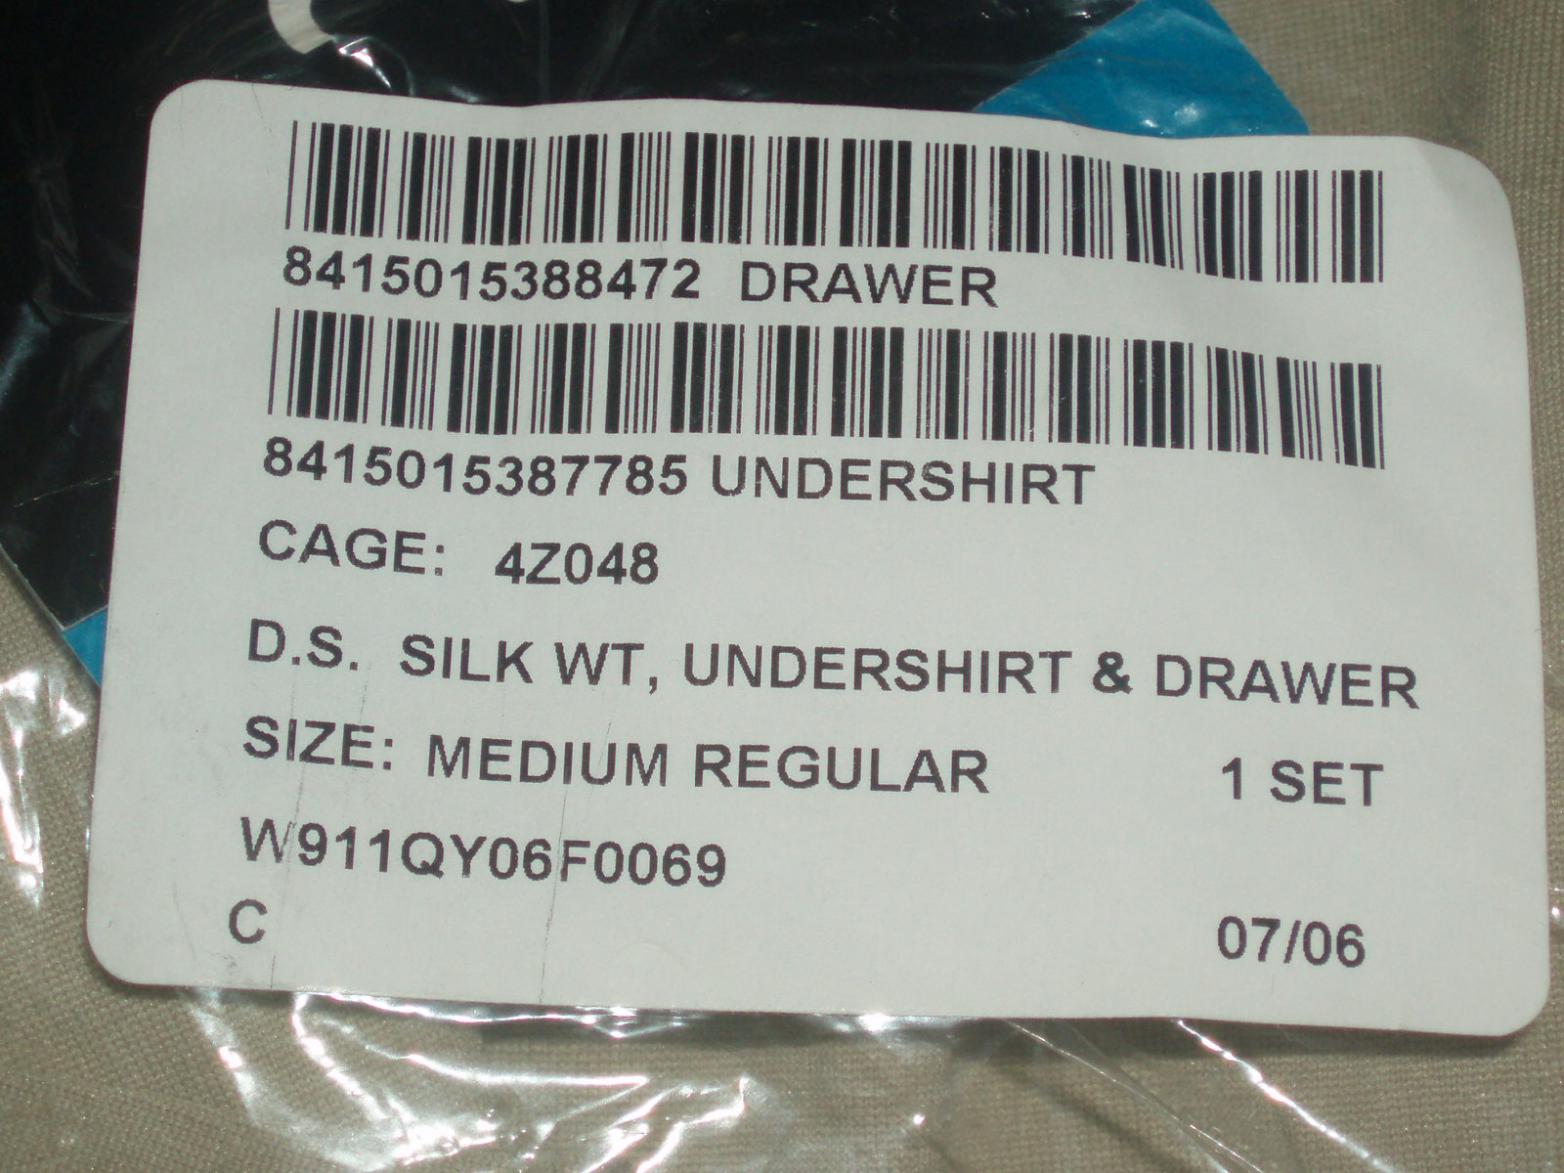 8415015388472 DRAWER
8415015387785 UNDERSHIRT
CAGE: 4Z048
D.S. SILK WT, UNDERSHIRT & DRAWER
SIZE: MEDIUM REGULAR 1 SET
W911QY06F0069
C 07/06